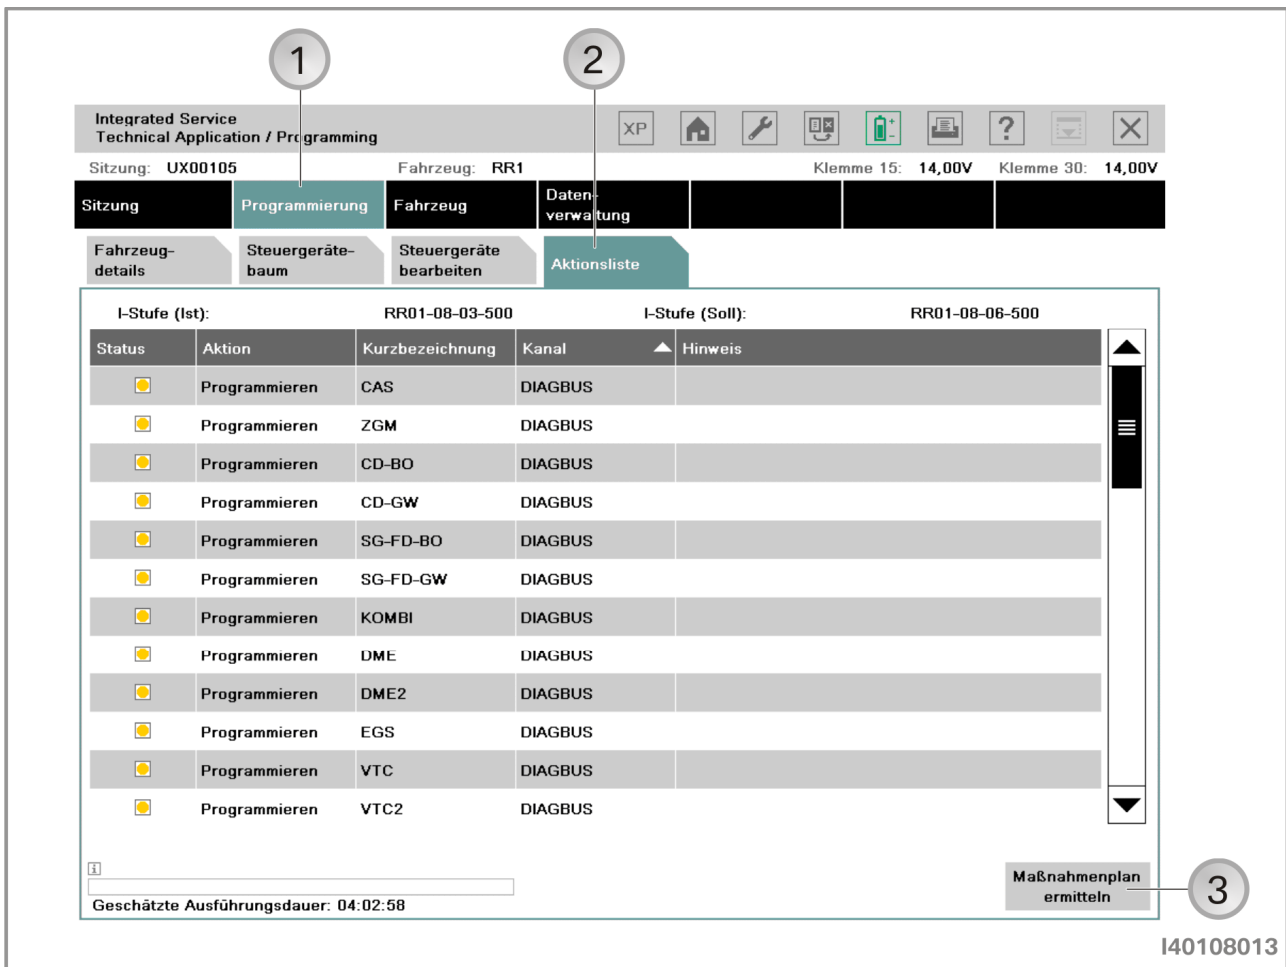 1 2
Integrated Service
Technical Application / Programming
XP
?
Sitzung: UX00105 Fahrzeug: RR1 Klemme 15: 14,00V Klemme 30: 14,00V
Sitzung Programmierung Fahrzeug Daten-
verwaltung
Fahrzeug-
details
Steuergeräte-
baum
Steuergeräte
bearbeiten
Aktionsliste
I-Stufe (Ist): RR01-08-03-500 I-Stufe (Soll): RR01-08-06-500
Status Aktion Kurzbezeichnung Kanal Hinweis
Programmieren CAS DIAGBUS
Programmieren ZGM DIAGBUS
Programmieren CD-BO DIAGBUS
Programmieren CD-GW DIAGBUS
Programmieren SG-FD-BO DIAGBUS
Programmieren SG-FD-GW DIAGBUS
Programmieren KOMBI DIAGBUS
Programmieren DME DIAGBUS
Programmieren DME2 DIAGBUS
Programmieren EGS DIAGBUS
Programmieren VTC DIAGBUS
Programmieren VTC2 DIAGBUS
i
Geschätzte Ausführungsdauer: 04:02:58
Maßnahmenplan
ermitteln
3
I40108013